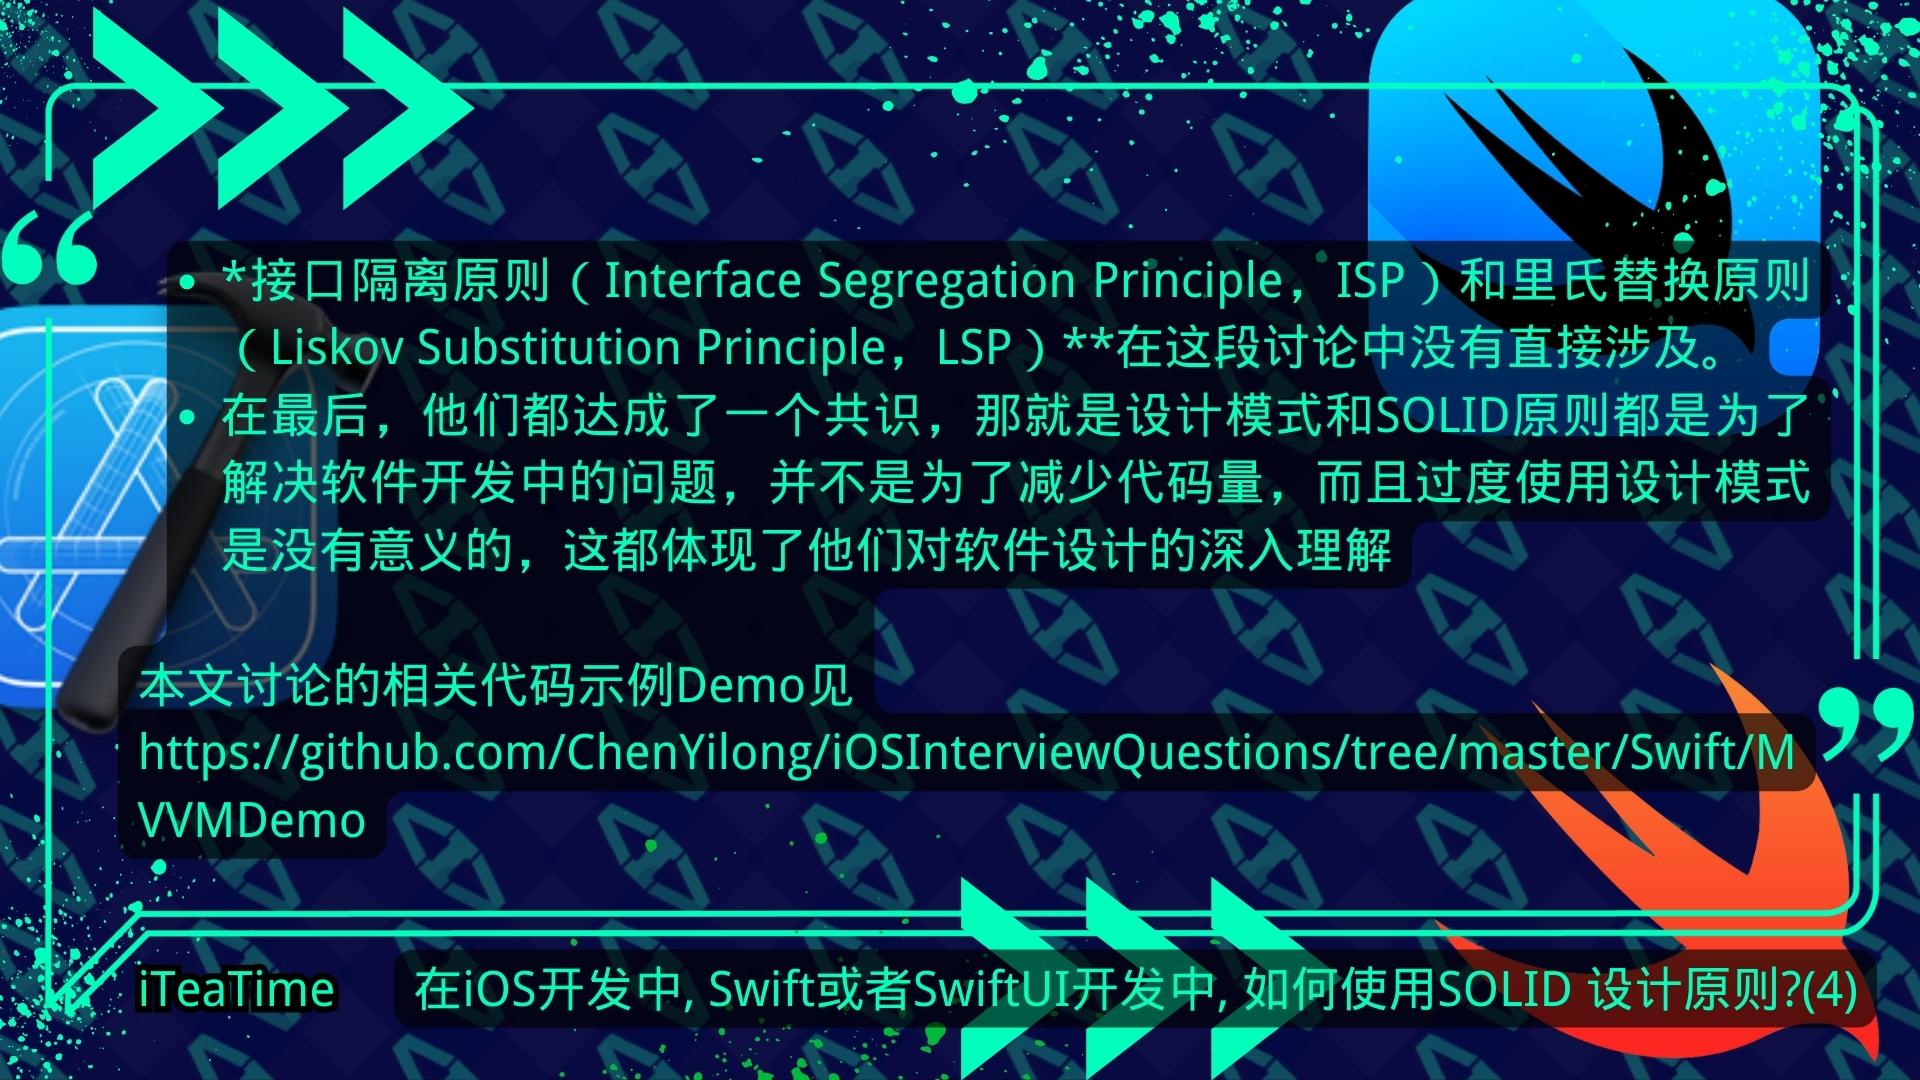 • *接口隔离原则（Interface Segregation Principle，ISP）和里氏替换原则
（Liskov Substitution Principle，LSP）**在这段讨论中没有直接涉及。
• 在最后，他们都达成了一个共识，那就是设计模式和SOLID原则都是为了
解决软件开发中的问题，并不是为了减少代码量，而且过度使用设计模式
是没有意义的，这都体现了他们对软件设计的深入理解
本文讨论的相关代码示例Demo见
https://github.com/ChenYilong/iOSInterviewQuestions/tree/master/Swift/M
VVMDemo
iTeaTime
在iOS开发中, Swift或者SwiftUI开发中, 如何使用SOLID 设计原则?(4)